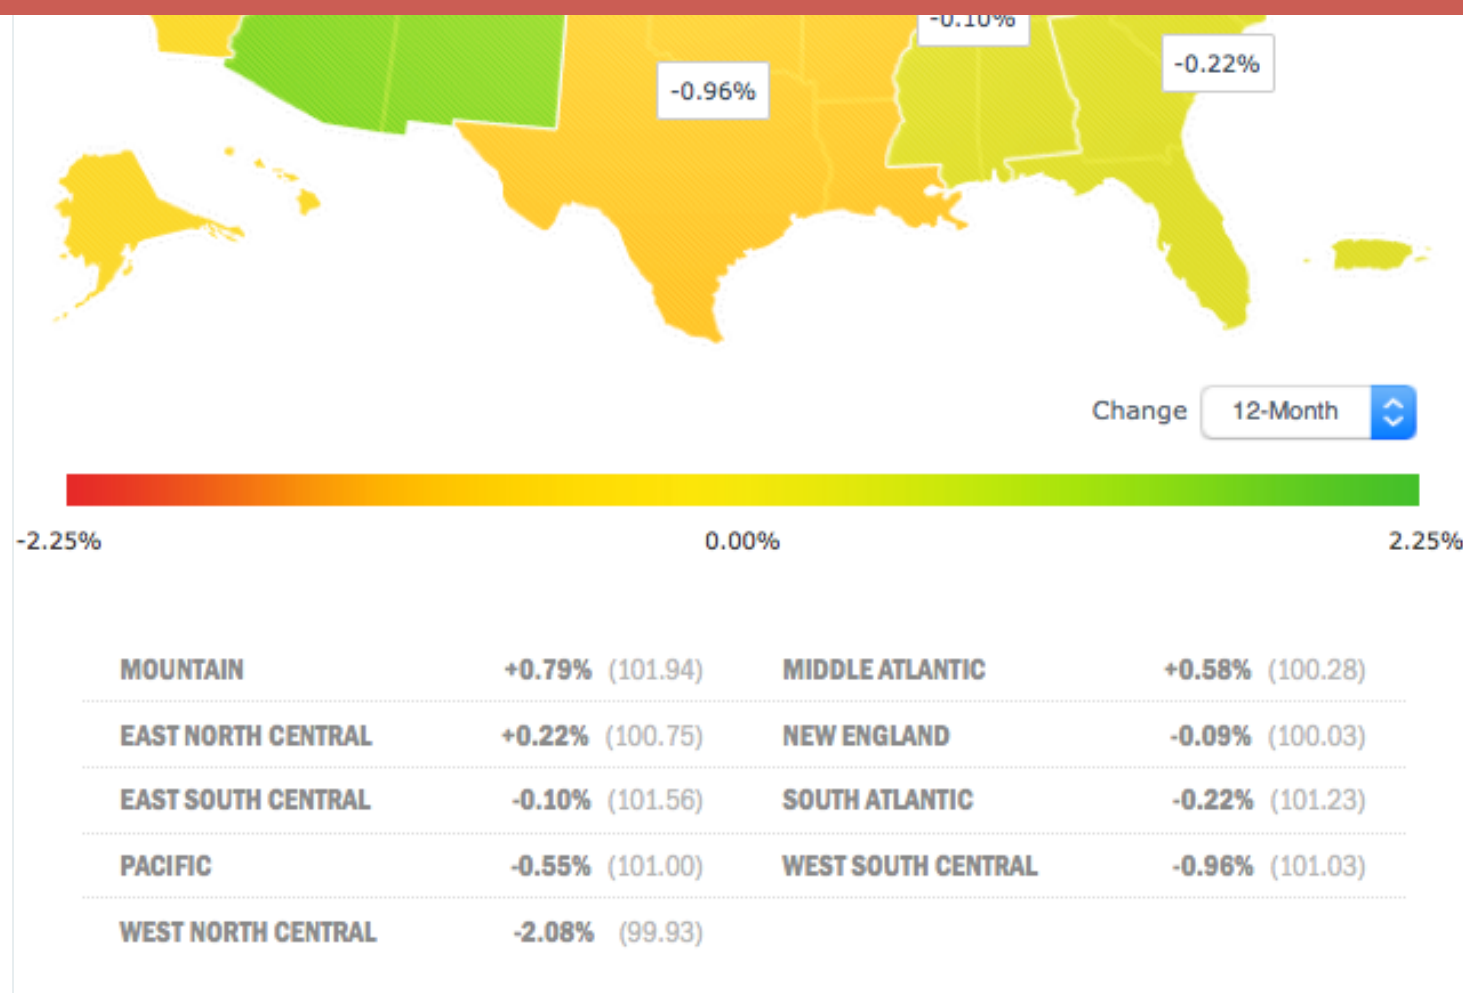 -0.10%
-0.22%
-0.96%
Change 12-Month
-2.25% 0.00% 2.25%
MOUNTAIN +0.79% (101.94) MIDDLE ATLANTIC +0.58% (100.28)
EAST NORTH CENTRAL +0.22% (100.75) NEW ENGLAND -0.09% (100.03)
EAST SOUTH CENTRAL -0.10% (101.56) SOUTH ATLANTIC -0.22% (101.23)
PACIFIC -0.55% (101.00) WEST SOUTH CENTRAL -0.96% (101.03)
WEST NORTH CENTRAL -2.08% (99.93)